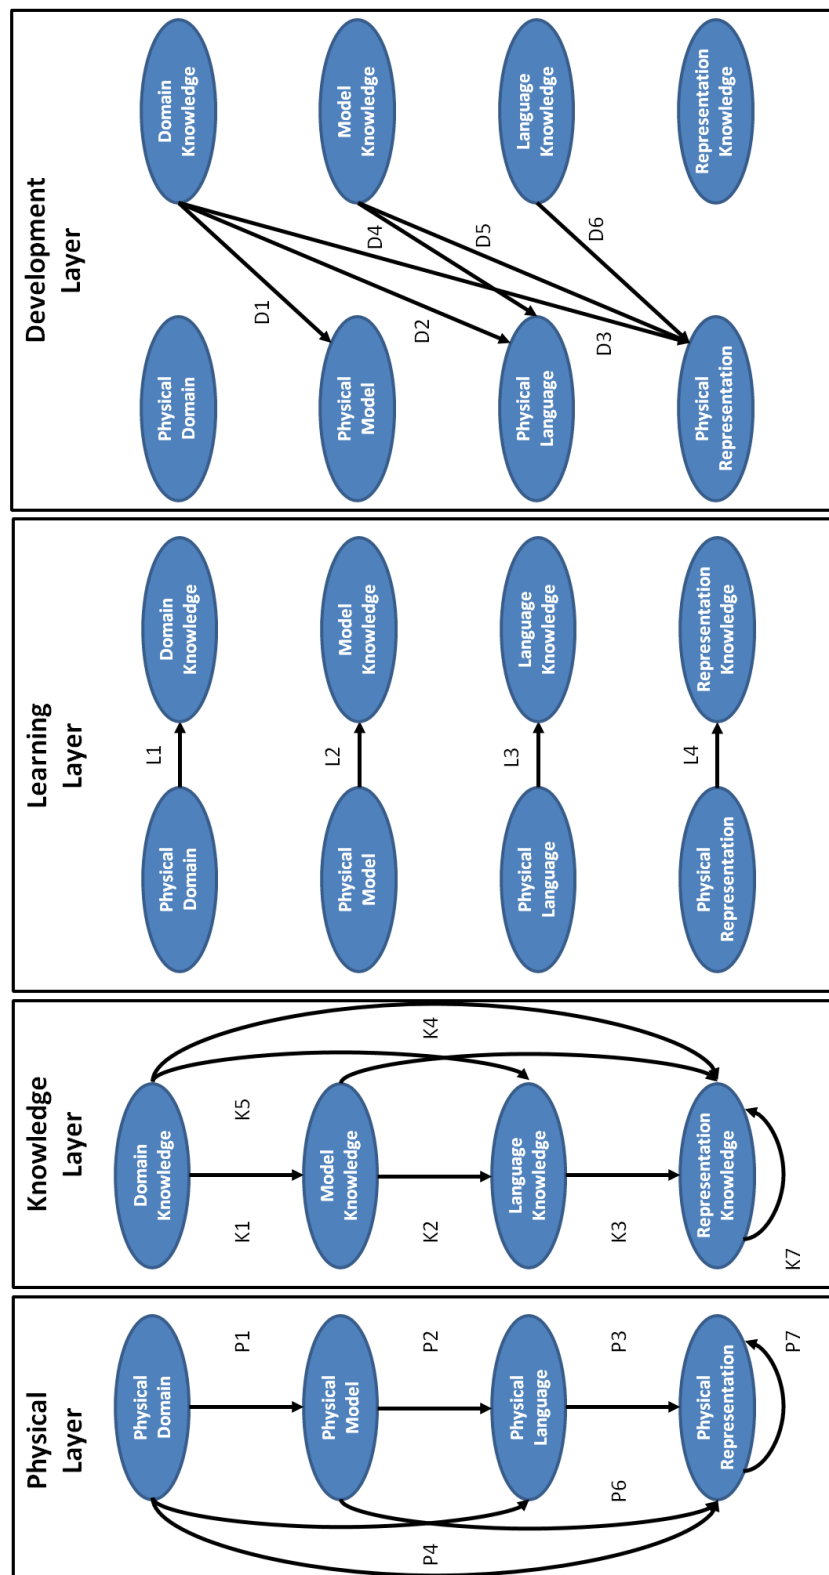 Physical
Layer
Physical
Domain
P1
Physical
Model
P4
P2
Physical
Language
P6
P3
Physical
Representation
P7
Knowledge
Layer
Domain
Knowledge
K1
K5
Model
Knowledge
K2
K4
Language
Knowledge
K3
Representation
Knowledge
K7
Learning
Layer
Physical
Domain
L1
Domain
Knowledge
Physical
Model
L2
Model
Knowledge
Physical
Language
L3
Language
Knowledge
Physical
Representation
L4
Representation
Knowledge
Development
Layer
Physical
Domain
Domain
Knowledge
D1
Physical
Model
Model
Knowledge
D4
D2
D5
Physical
Language
Language
Knowledge
D3
D6
Physical
Representation
Representation
Knowledge